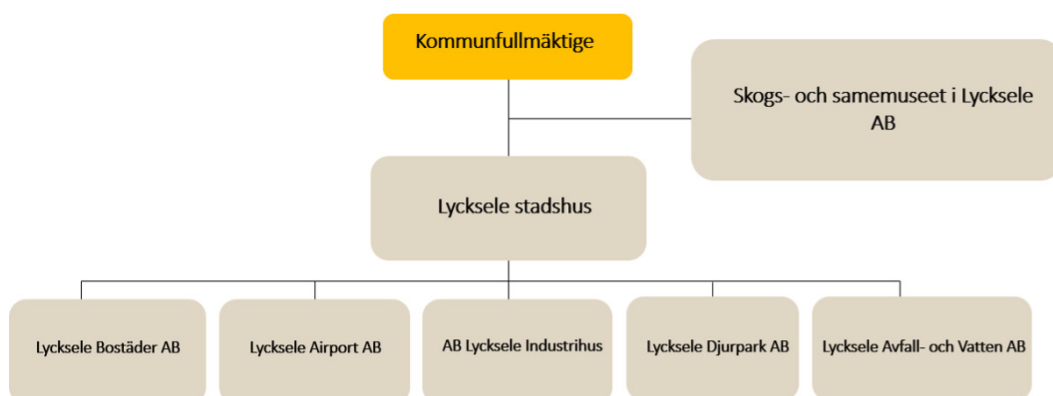 Kommunfullmäktige
Skogs- och samemuseet i Lycksele
AB
Lycksele stadshus
Lycksele Bostäder AB
Lycksele Airport AB
AB Lycksele Industrihus
Lycksele Djurpark AB
Lycksele Avfall- och Vatten AB